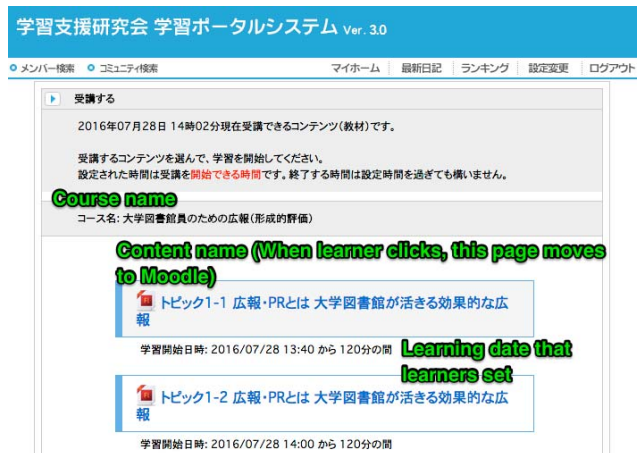 学習支援研究会 学習ポータルシステム Ver. 3.0
メンバー検索 コミュニティ検索 マイホーム 最新日記 ランキング 設定変更 ログアウト
受講する
2016年07月28日 14時02分現在受講できるコンテンツ(教材)です。
受講するコンテンツを選んで、学習を開始してください。
設定された時間は受講を開始できる時間です。終了する時間は設定時間を過ぎても構いません。
Course name
コース名: 大学図書館員のための広報(形成的評価)
Content name (When learner clicks, this page moves
to Moodle)
トピック1-1 広報・PRとは 大学図書館が活きる効果的な広
報
学習開始日時: 2016/07/28 13:40 から 120分の間
Learning date that
learners set
トピック1-2 広報・PRとは 大学図書館が活きる効果的な広
報
学習開始日時: 2016/07/28 14:00 から 120分の間